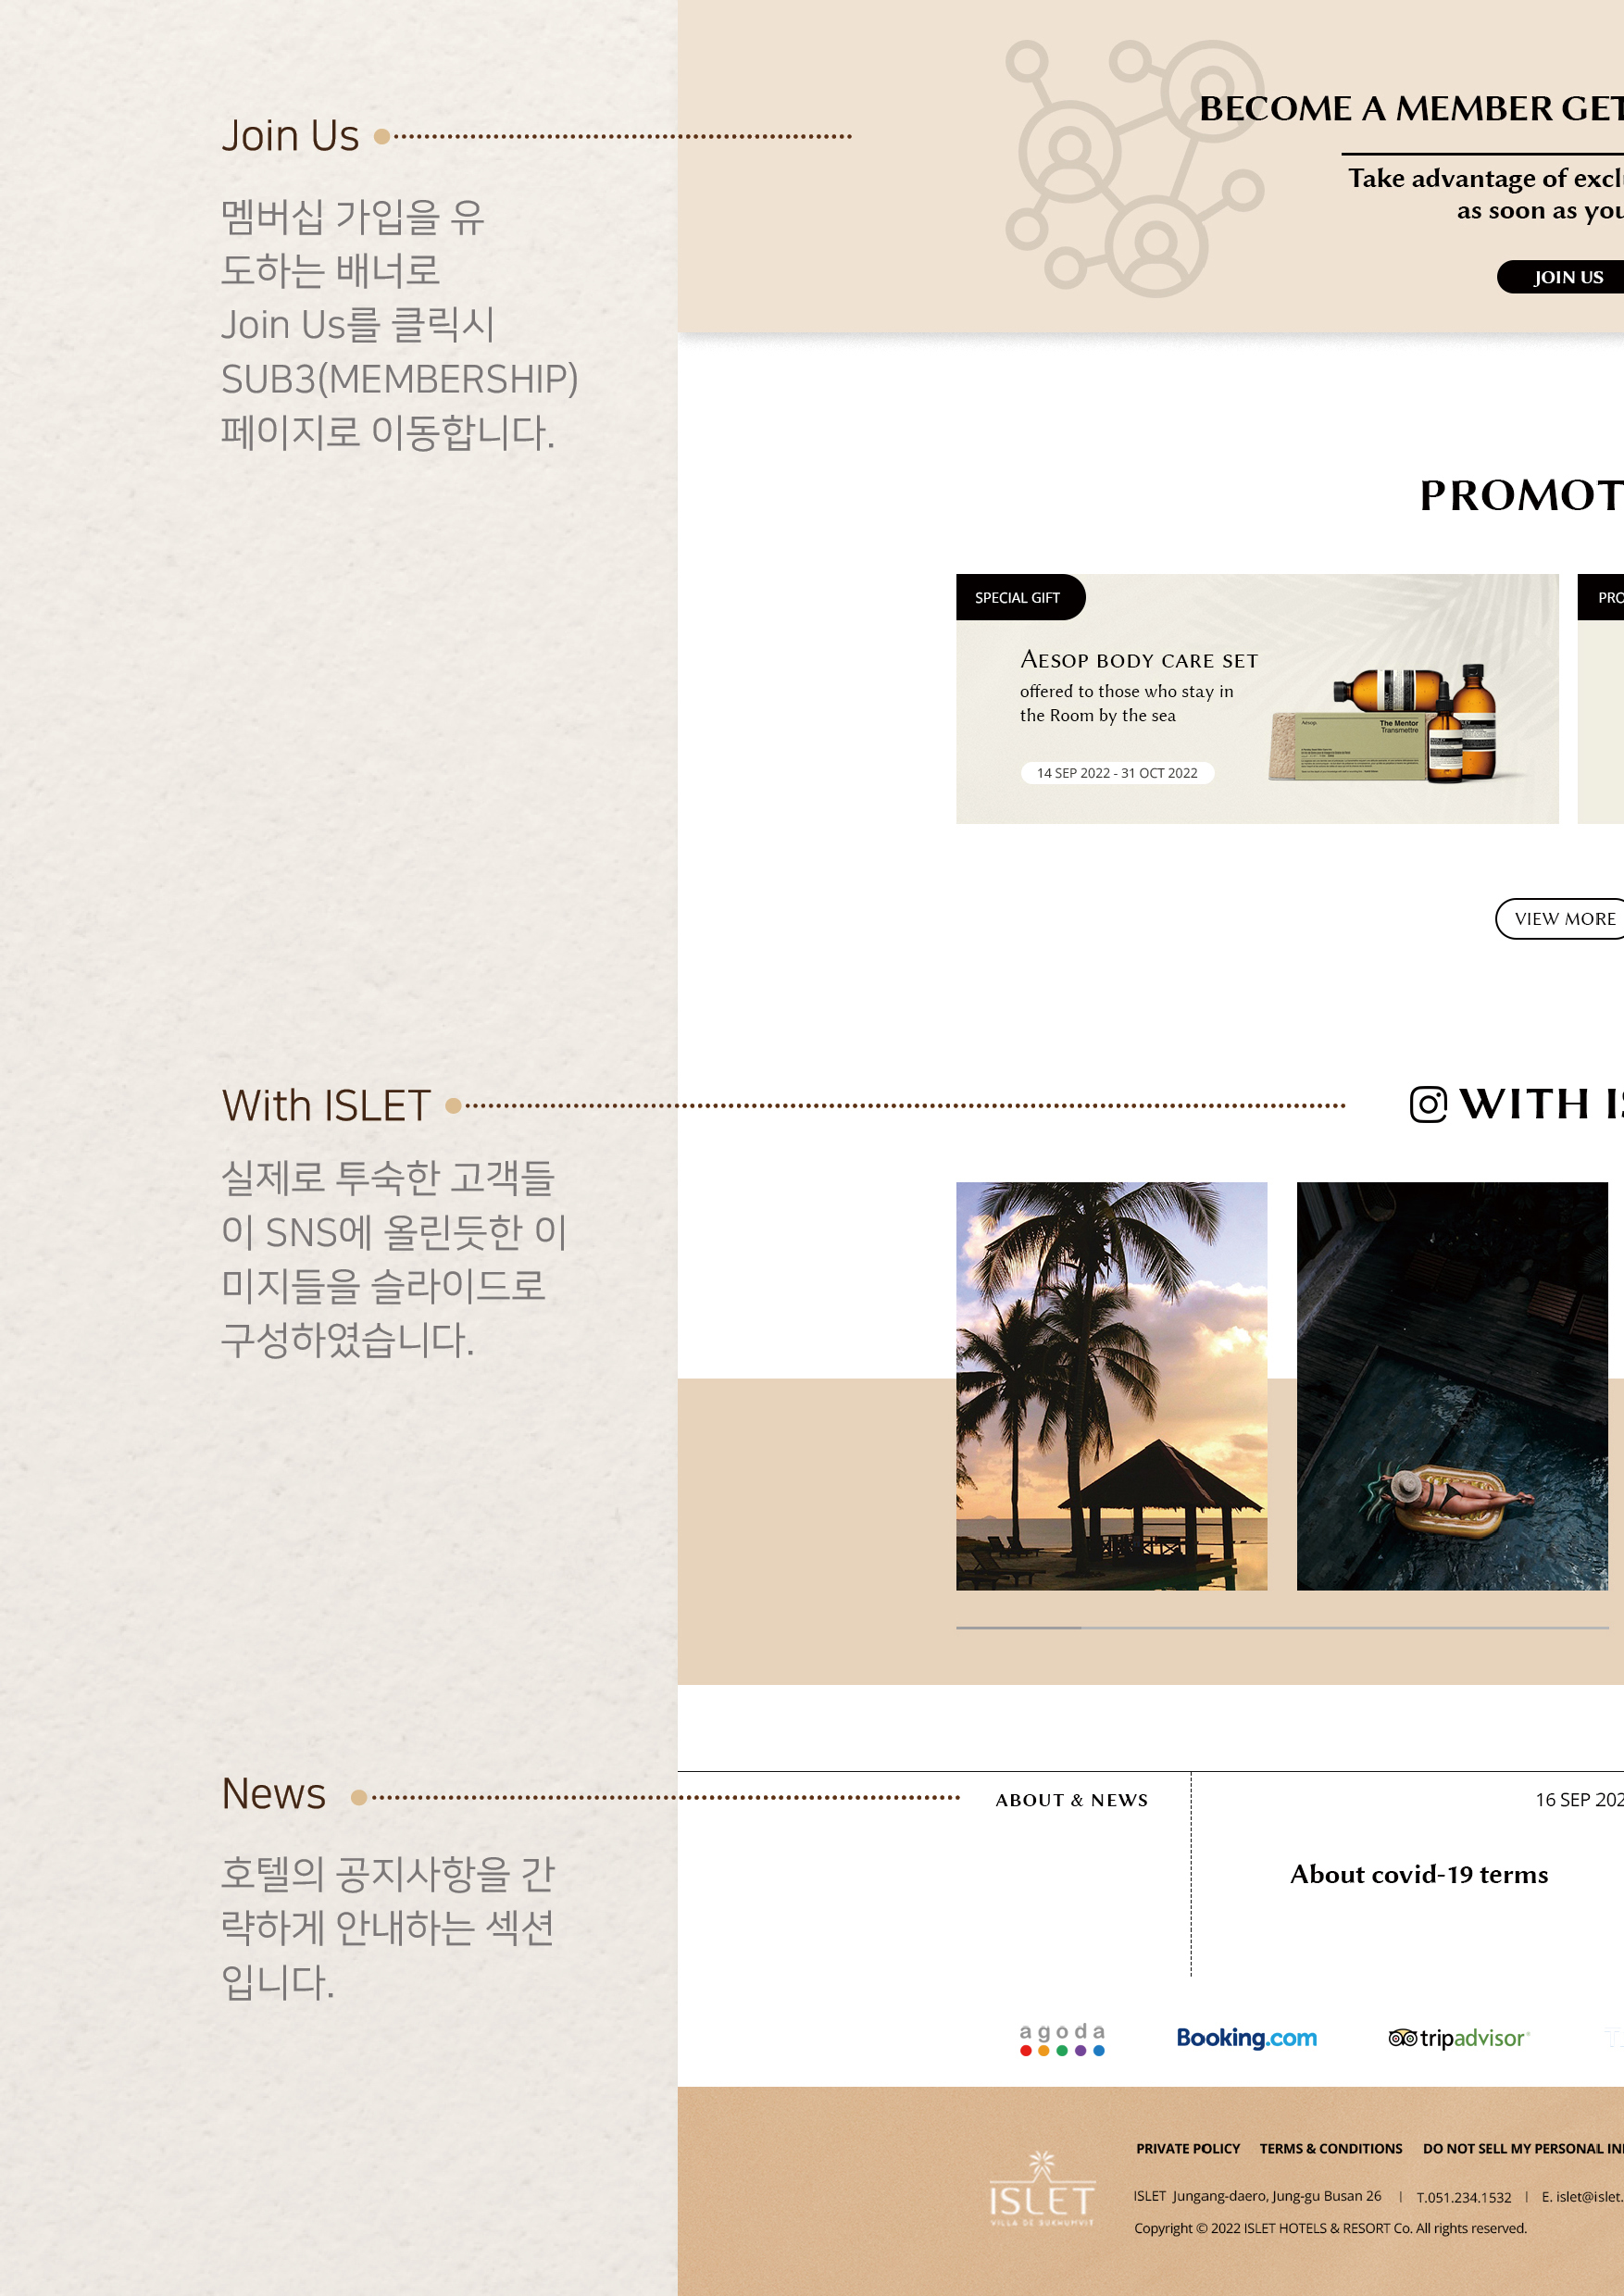 Join Us
멤버십 가입을 유
도하는 배너로
Join Us를 클릭시
SUB3(MEMBERSHIP)
페이지로 이동합니다.
BECOME A MEMBER GET
Take advantage of excl
as soon as you
JOIN US
PROMOT
SPECIAL GIFT
PRO
AESOP BODY CARE SET
offered to those who stay in
the Room by the sea
14 SEP 2022 - 31 OCT 2022
Aesop.
The Mentor
Transmettre
VIEW MORE
With ISLET
실제로 투숙한 고객들
이 SNS에 올린듯한 이
미지들을 슬라이드로
구성하였습니다.
WITH IS
News
호텔의 공지사항을 간
략하게 안내하는 섹션
입니다.
ABOUT & NEWS
16 SEP 202
About covid-19 terms
agoda
Booking.com
tripadvisor
ISLET
VILLA DE SUKHUMVIT
PRIVATE POLICY TERMS & CONDITIONS DO NOT SELL MY PERSONAL IN
ISLET Jungang-daero, Jung-gu Busan 26 | T.051.234.1532 | E. islet@islet.
Copyright © 2022 ISLET HOTELS & RESORT Co. All rights reserved.